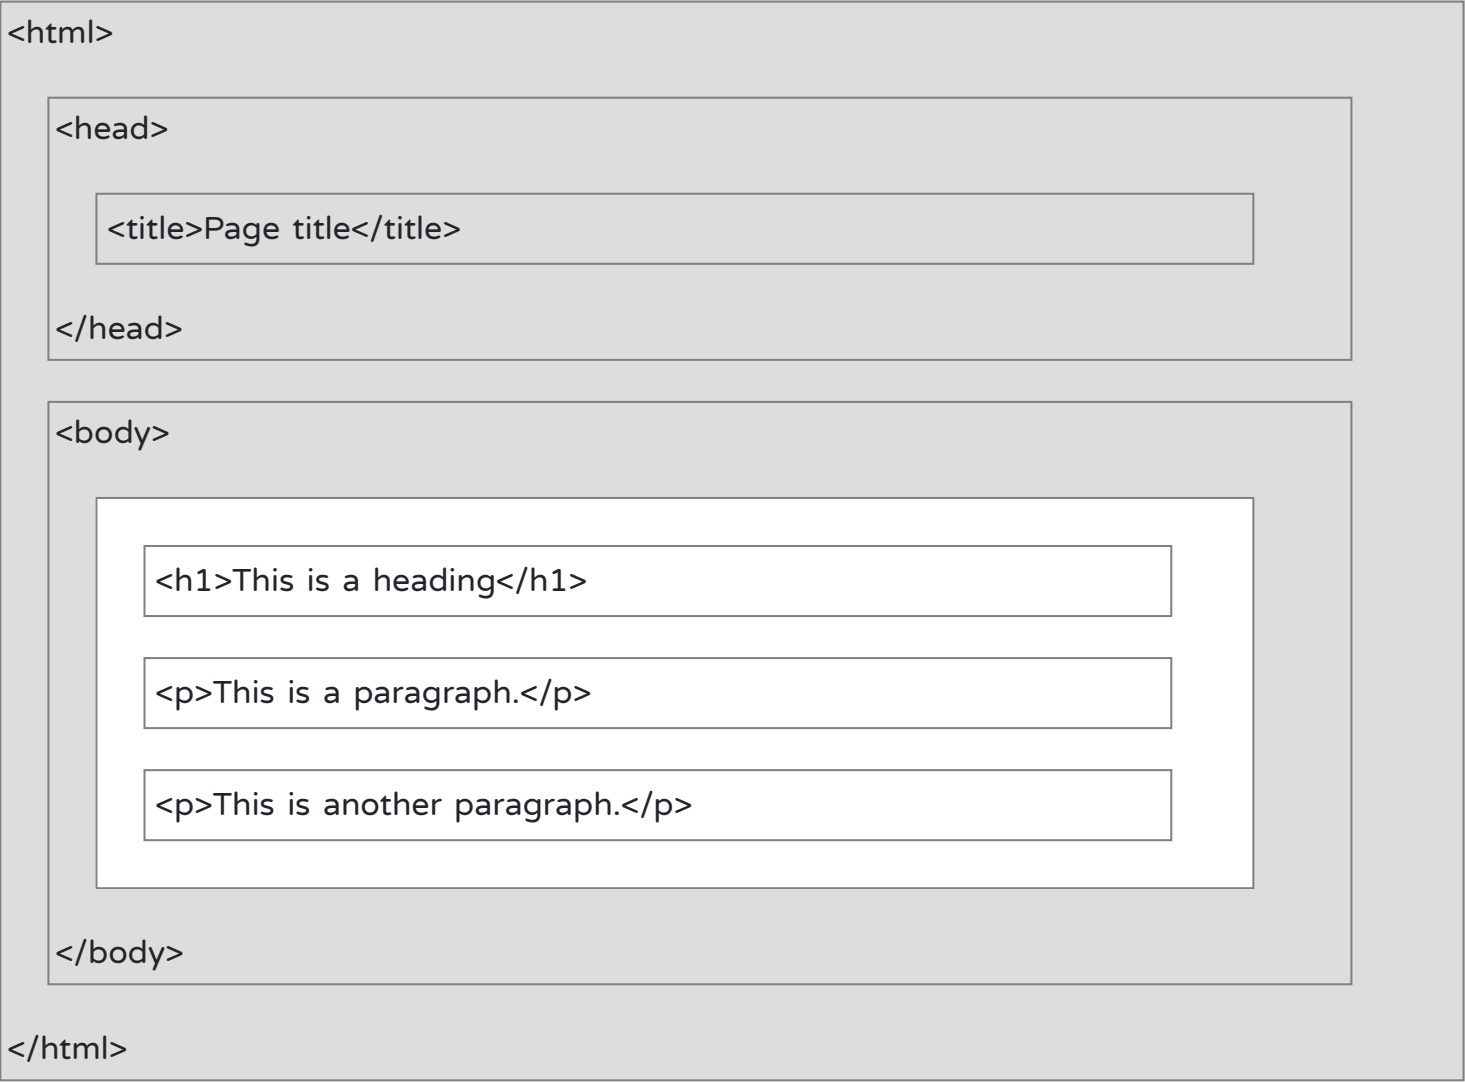 <html>
<head>
<title>Page title</title>
</head>
<body>
<h1>This is a heading</h1>
<p>This is a paragraph.</p>
<p>This is another paragraph.</p>
</body>
</html>